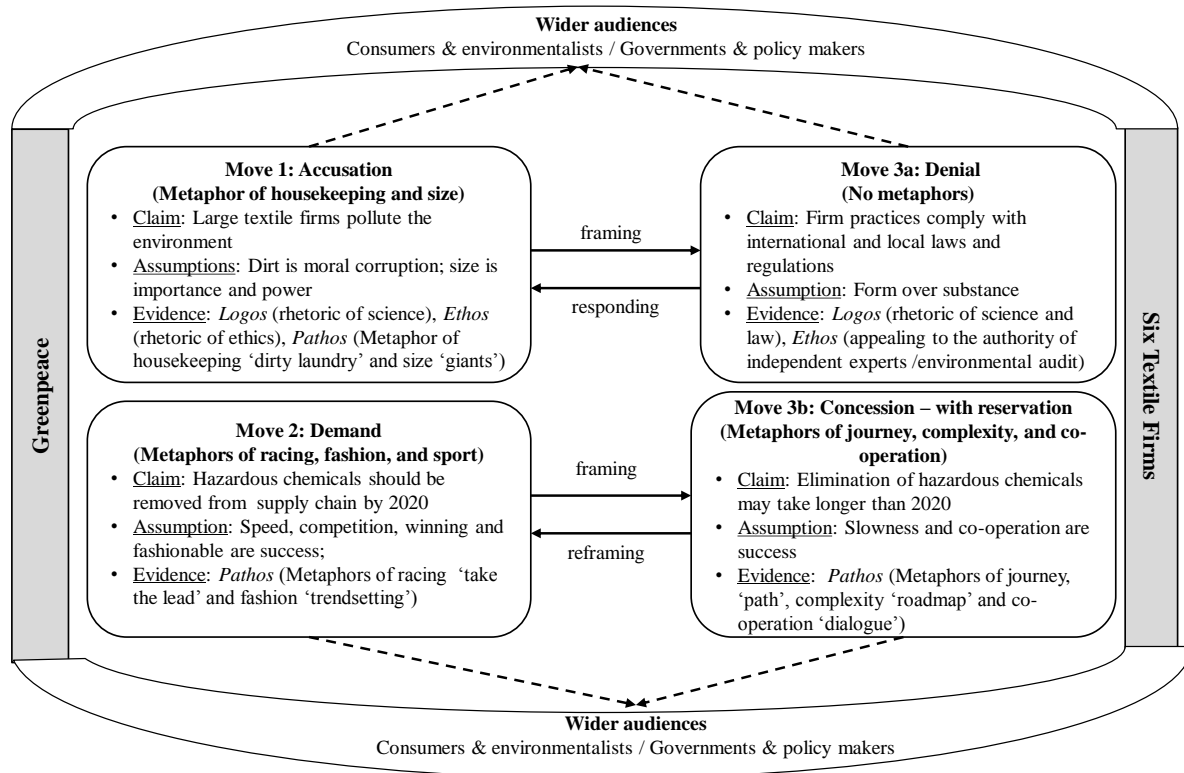 Wider audiences
Consumers & environmentalists / Governments & policy makers
Greenpeace
Move 1: Accusation
(Metaphor of housekeeping and size)
• Claim: Large textile firms pollute the
environment
• Assumptions: Dirt is moral corruption; size is
importance and power
• Evidence: Logos (rhetoric of science), Ethos
(rhetoric of ethics), Pathos (Metaphor of
housekeeping ‘dirty laundry’ and size ‘giants’)
framing
responding
Move 3a: Denial
(No metaphors)
• Claim: Firm practices comply with
international and local laws and
regulations
• Assumption: Form over substance
• Evidence: Logos (rhetoric of science and
law), Ethos (appealing to the authority of
independent experts /environmental audit)
Move 2: Demand
(Metaphors of racing, fashion, and sport)
• Claim: Hazardous chemicals should be
removed from supply chain by 2020
• Assumption: Speed, competition, winning and
fashionable are success;
• Evidence: Pathos (Metaphors of racing ‘take
the lead’ and fashion ‘trendsetting’)
framing
reframing
Move 3b: Concession – with reservation
(Metaphors of journey, complexity, and co-
operation)
• Claim: Elimination of hazardous chemicals
may take longer than 2020
• Assumption: Slowness and co-operation are
success
• Evidence: Pathos (Metaphors of journey,
‘path’, complexity ‘roadmap’ and co-
operation ‘dialogue’)
Six Textile Firms
Wider audiences
Consumers & environmentalists / Governments & policy makers